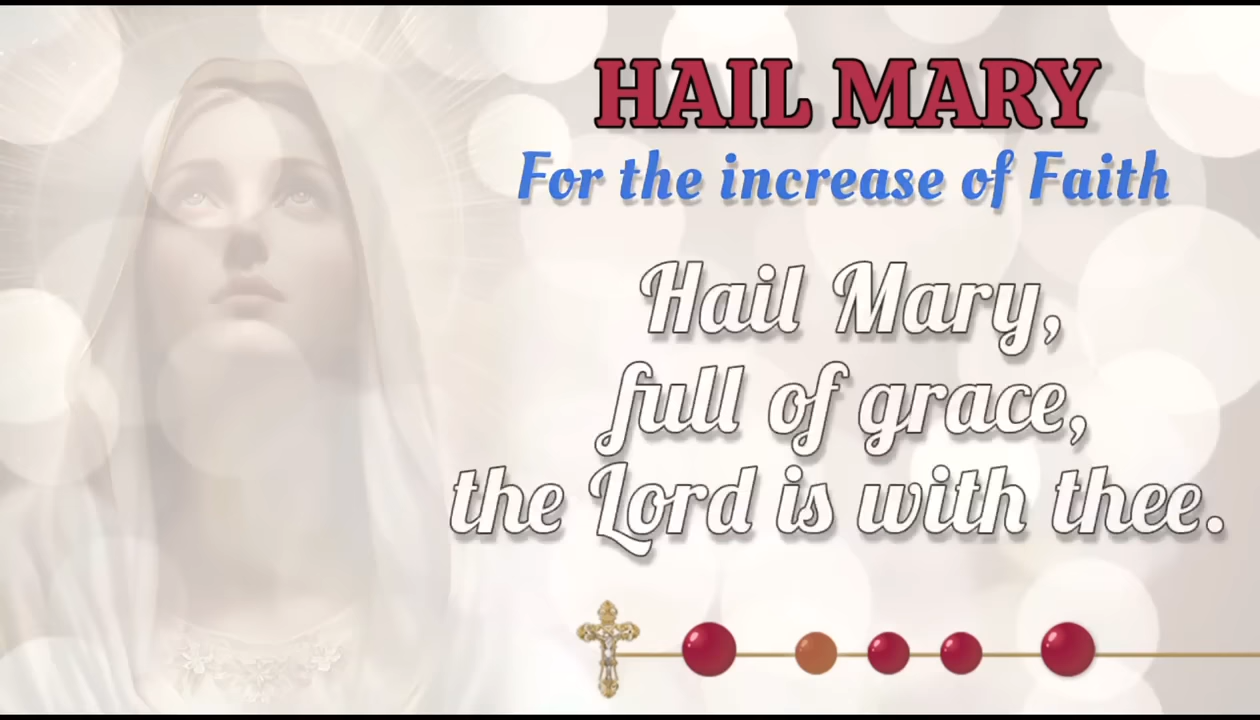 HAIL MARY
For the increase of Faith
Hail Mary,
full of grace,
the Lord is with thee.